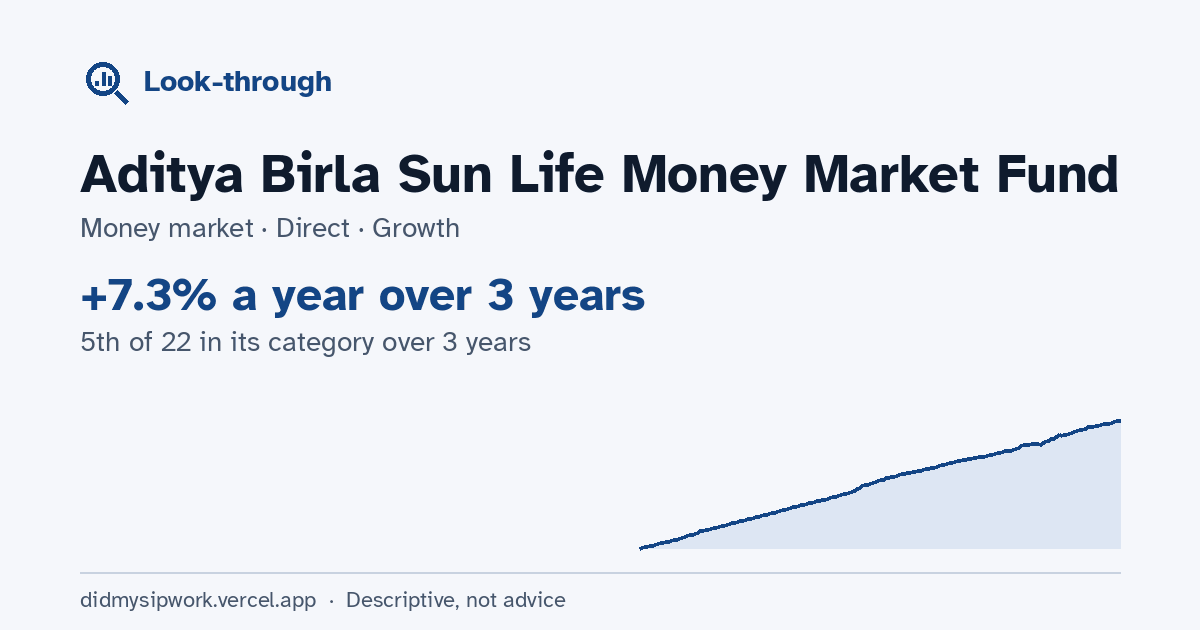 Look-through
Aditya Birla Sun Life Money Market Fund
Money market · Direct · Growth
+7.3% a year over 3 years
5th of 22 in its category over 3 years
didmysipwork.vercel.app · Descriptive, not advice